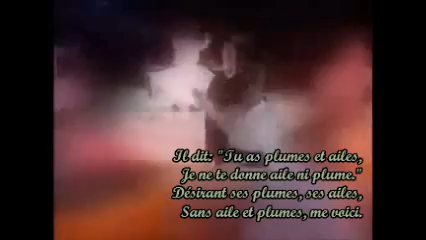 Il dit: "Tu as plumes et ailes,
Je ne te donne aile ni plume."
Désirant ses plumes, ses ailes,
Sans aile et plumes, me voici.